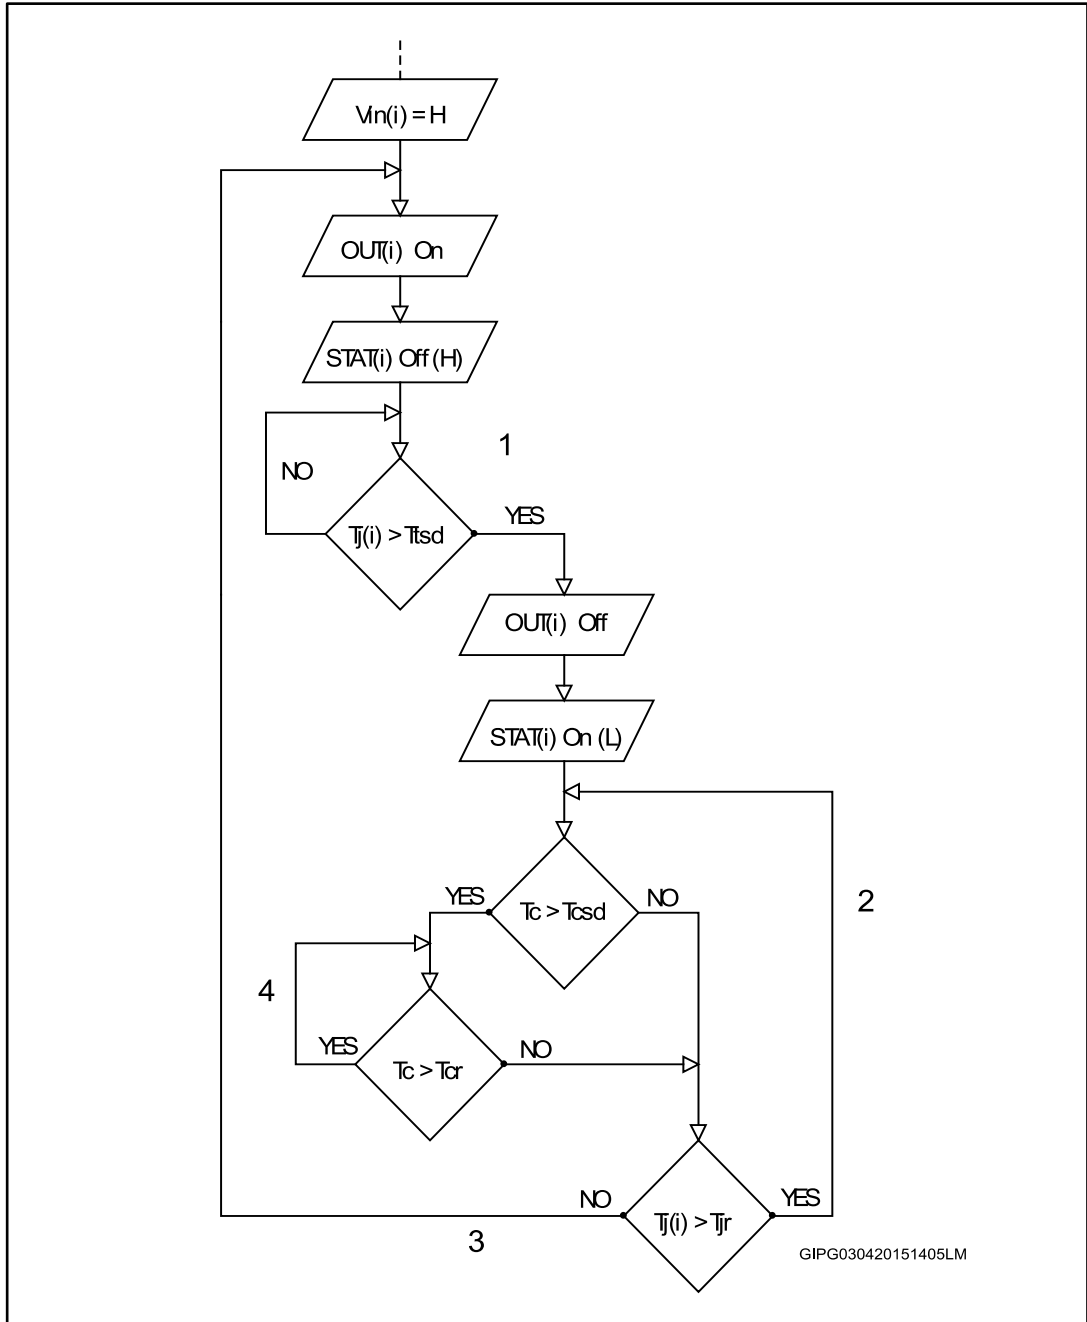 Vin(i) = H
OUT(i) On
STAT(i) Off (H)
1
NO
Tj(i) > Ttsd
YES
OUT(i) Off
STAT(i) On (L)
YES
Tc > Tcsd
NO
2
4
YES
Tc > Tcr
NO
NO
Tj(i) > Tjr
YES
3
GIPG030420151405LM